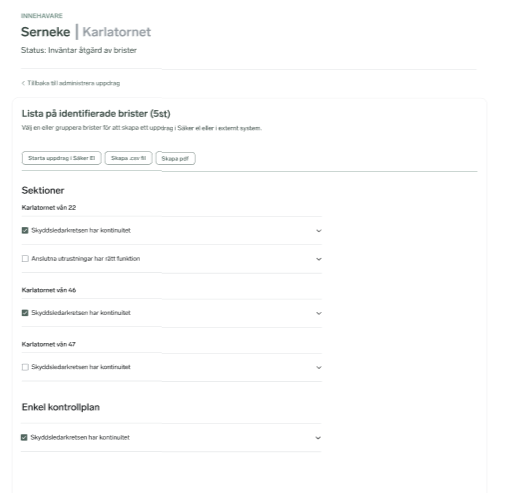 INNEHAVARE
Serneke | Karlatornet
Status: Inväntar åtgärd av brister
< Tillbaka till administrera uppdrag
Lista på identifierade brister (5st)
Välj en eller gruppera brister för att skapa ett uppdrag i Säker el eller i externt system.
Starta uppdrag i Säker El
Skapa .csv fil
Skapa pdf
Sektioner
Karlatornet vån 22
Skyddsledarkretsen har kontinuitet
Anslutna utrustningar har rätt funktion
Karlatornet vån 46
Skyddsledarkretsen har kontinuitet
Karlatornet vån 47
Skyddsledarkretsen har kontinuitet
Enkel kontrollplan
Skyddsledarkretsen har kontinuitet